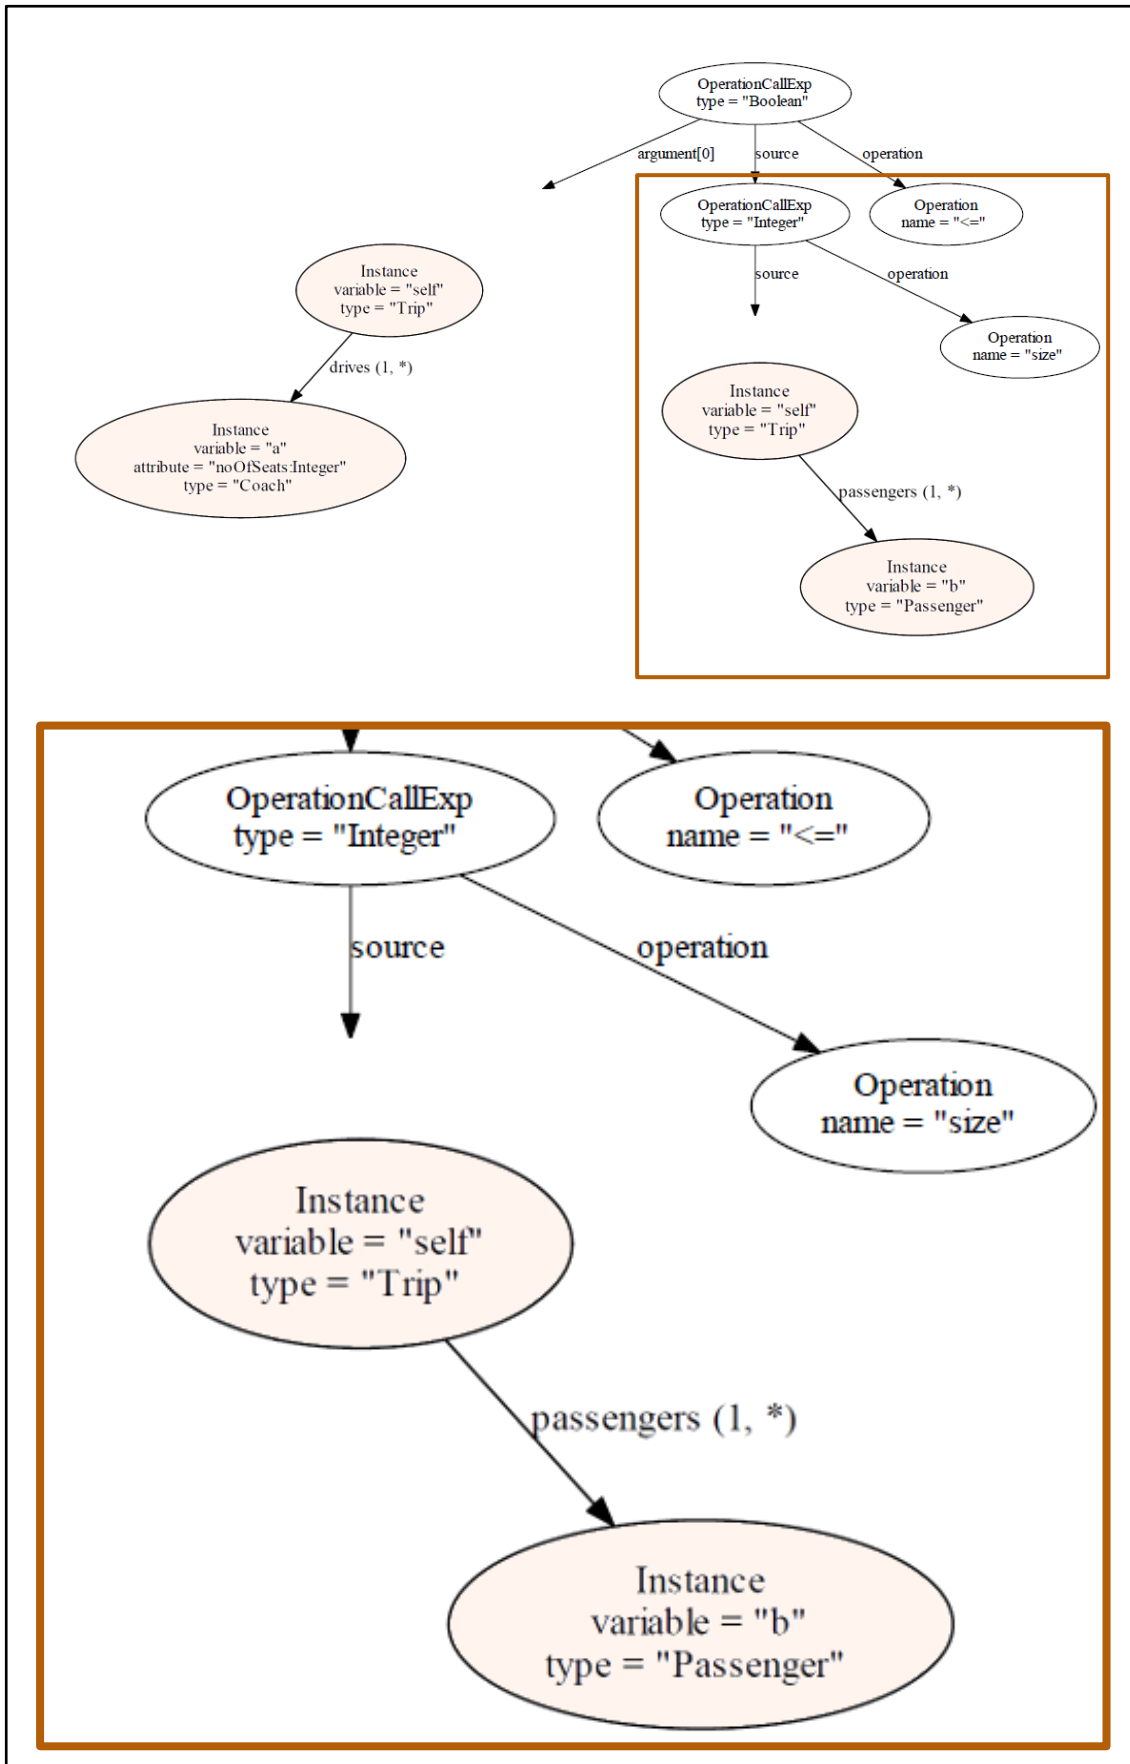 OperationCallExp
type = "Boolean"
argument[0]
source
operation
OperationCallExp
type = "Integer"
Operation
name = "<="
Instance
variable = "self"
type = "Trip"
source
operation
drives (1, *)
Operation
name = "size"
Instance
variable = "self"
type = "Trip"
Instance
variable = "a"
attribute = "noOfSeats:Integer"
type = "Coach"
passengers (1, *)
Instance
variable = "b"
type = "Passenger"
OperationCallExp
type = "Integer"
Operation
name = "<="
source
operation
Operation
name = "size"
Instance
variable = "self"
type = "Trip"
passengers (1, *)
Instance
variable = "b"
type = "Passenger"